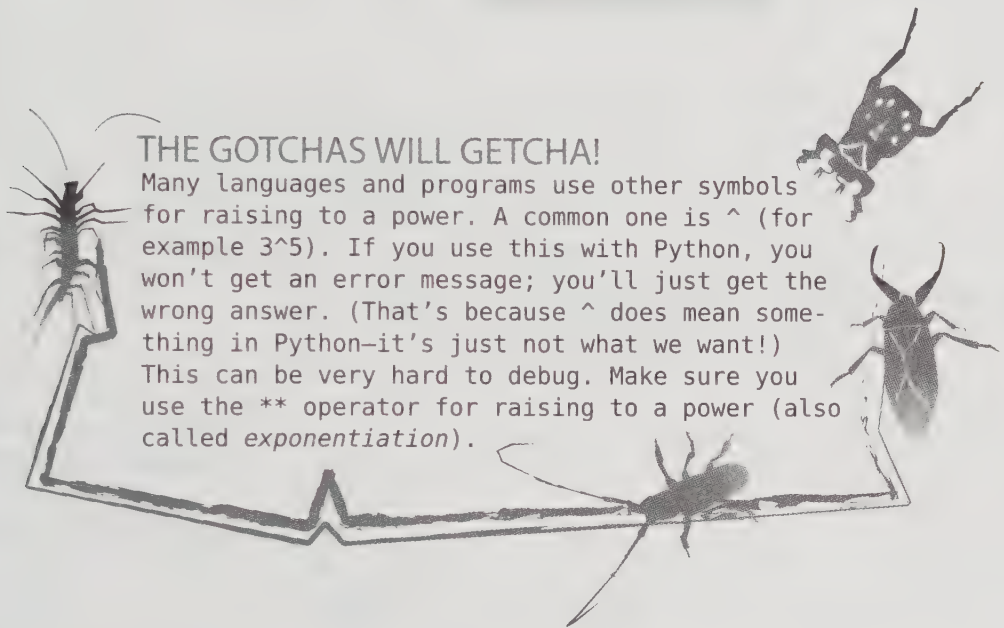 THE GOTCHAS WILL GETCHA!
Many languages and programs use other symbols
for raising to a power. A common one is ^ (for
example 3^5). If you use this with Python, you
won't get an error message; you'll just get the
wrong answer. (That's because ^ does mean some-
thing in Python—it's just not what we want!)
This can be very hard to debug. Make sure you
use the ** operator for raising to a power (also
called exponentiation).